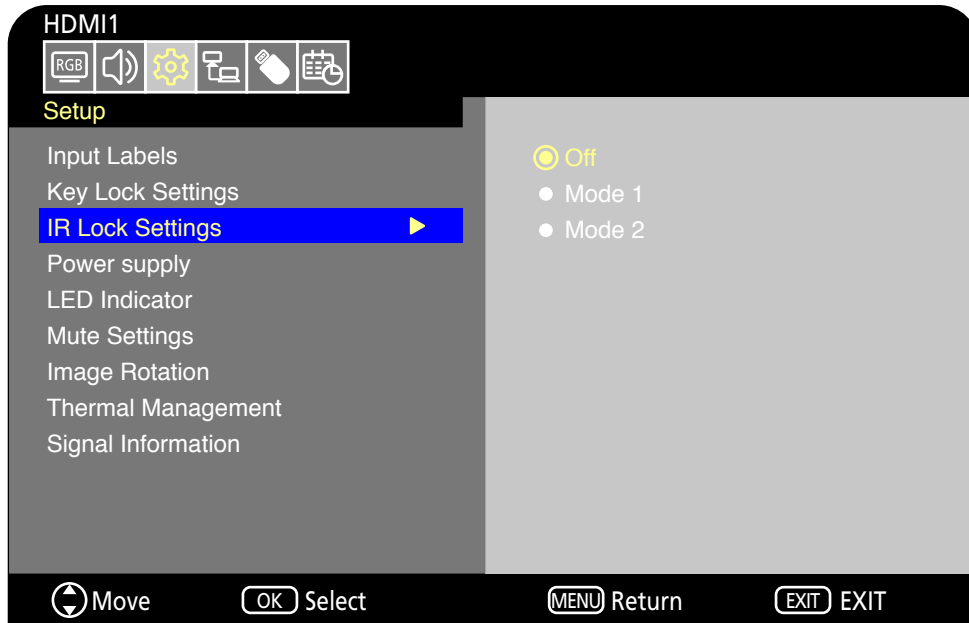 HDMI1
RGB
Setup
Input Labels
Key Lock Settings
IR Lock Settings
Power supply
LED Indicator
Mute Settings
Image Rotation
Thermal Management
Signal Information
Off
Mode 1
Mode 2
Move OK Select MENU Return EXIT EXIT